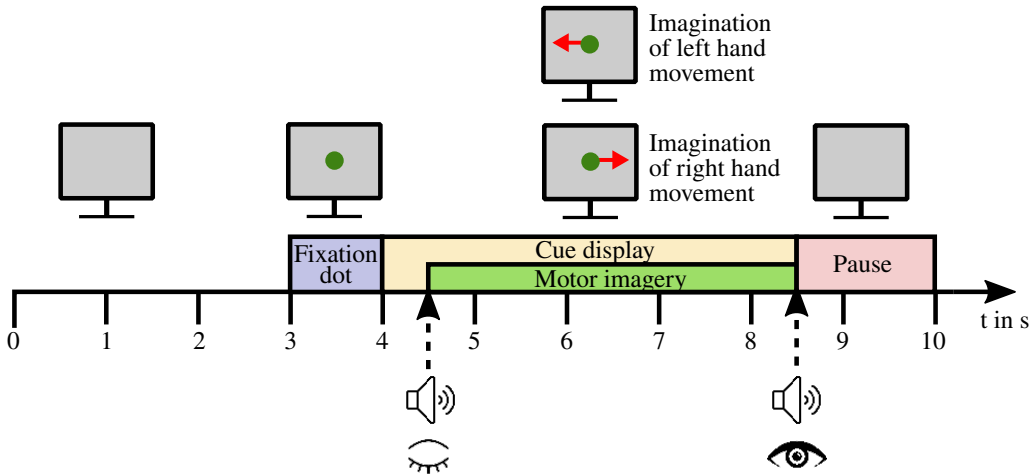 Imagination
of left hand
movement
Imagination
of right hand
movement
Fixation
dot
Cue display
Motor imagery
Pause
0 1 2 3 4 5 6 7 8 9 10
t in s